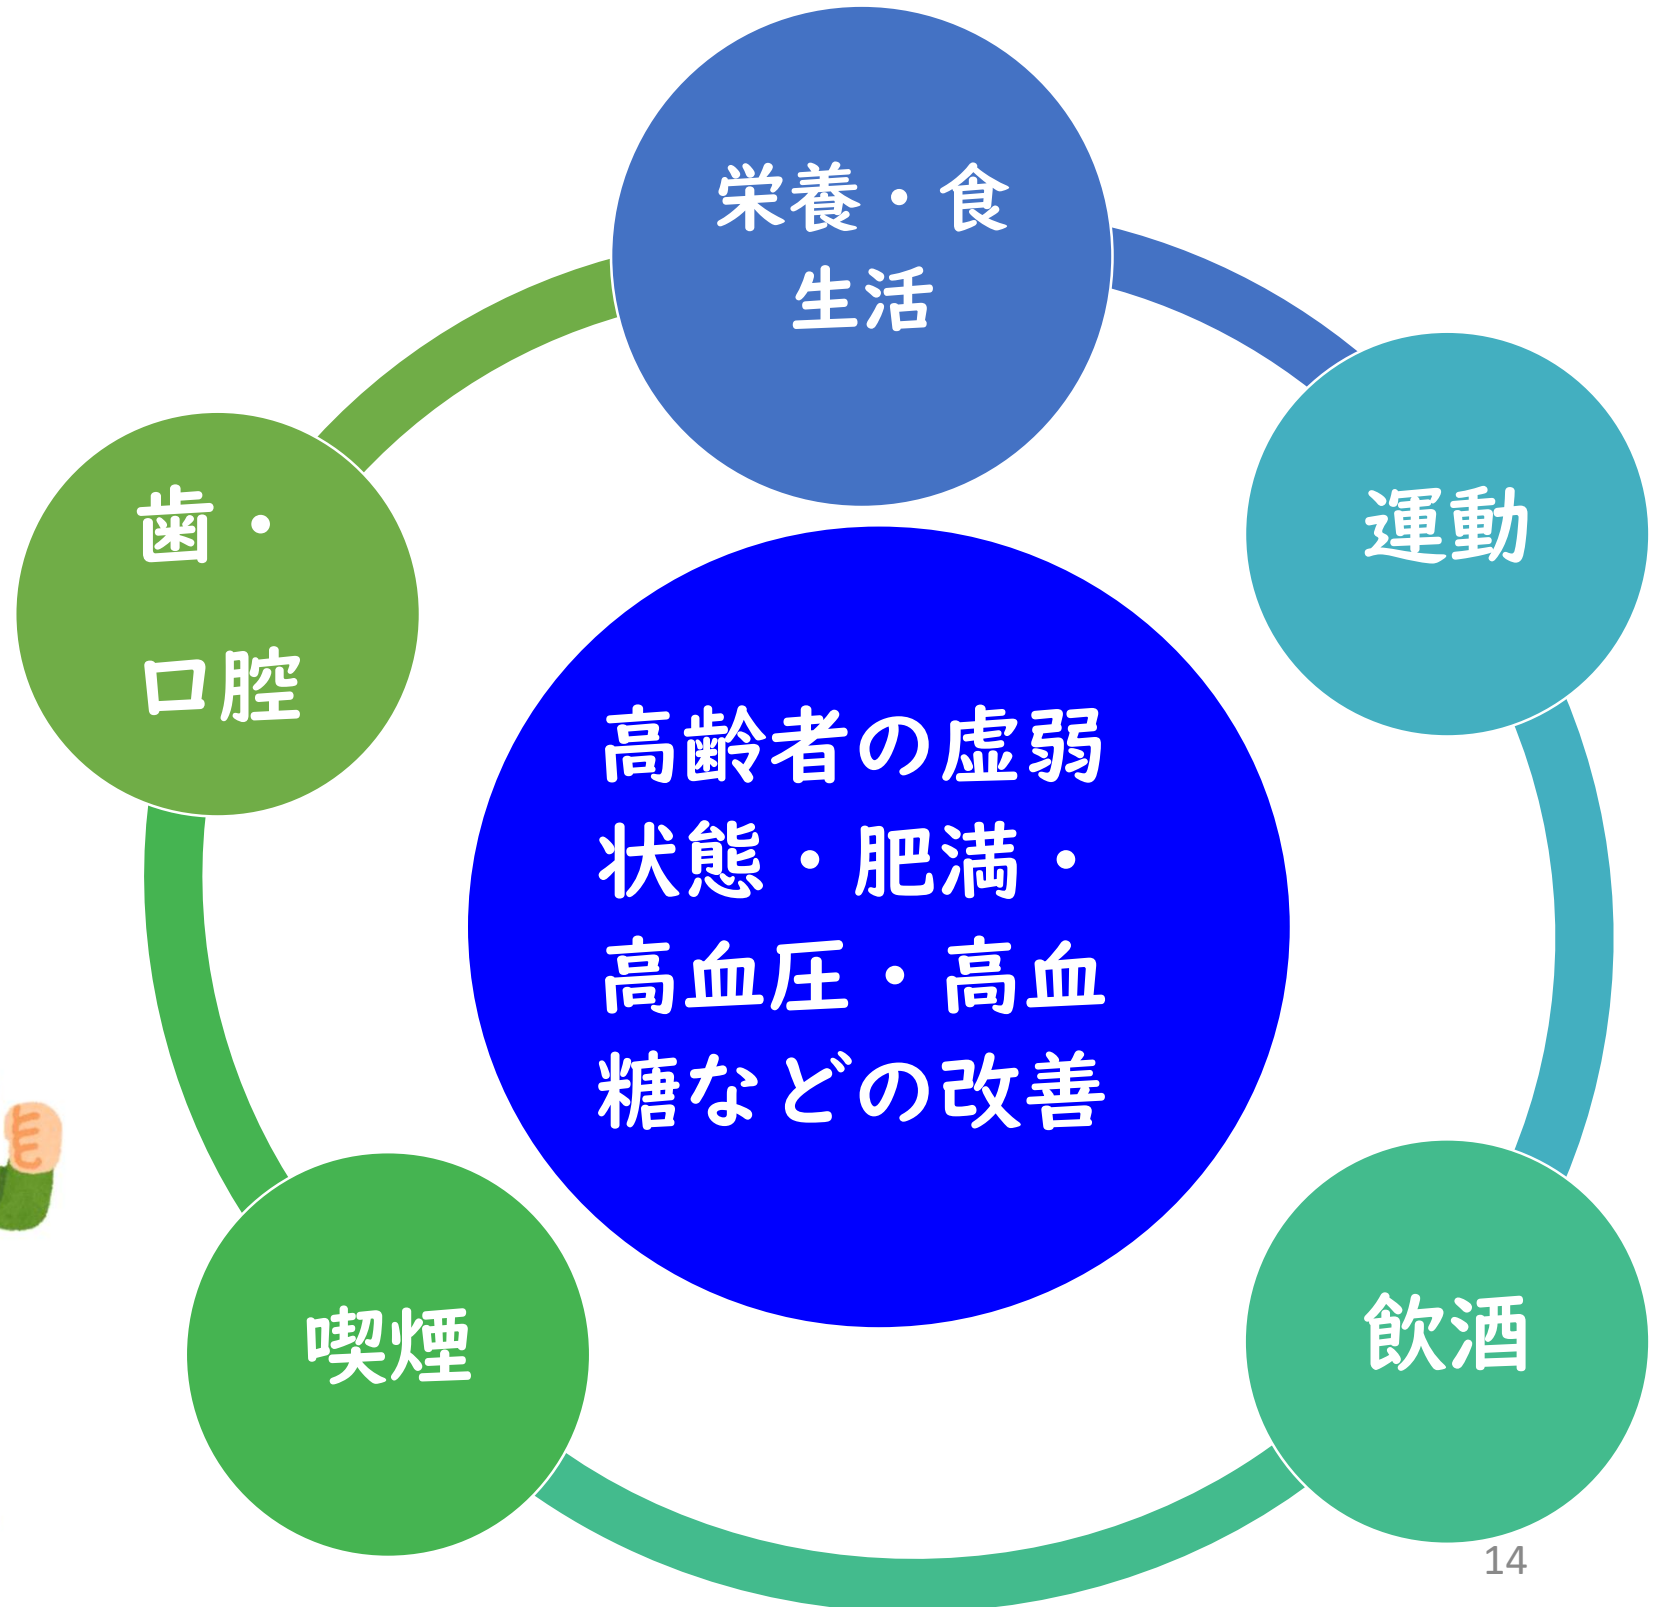 栄養・食
生活
運動
飲酒
喫煙
歯・
口腔
高齢者の虚弱
状態・肥満・
高血圧・高血
糖などの改善
14